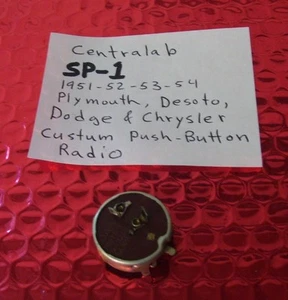 Centralab
SP-1
1951-52-53-54
Plymouth, Desoto,
Dodge & Chrysler
Custum Push-Button
Radio